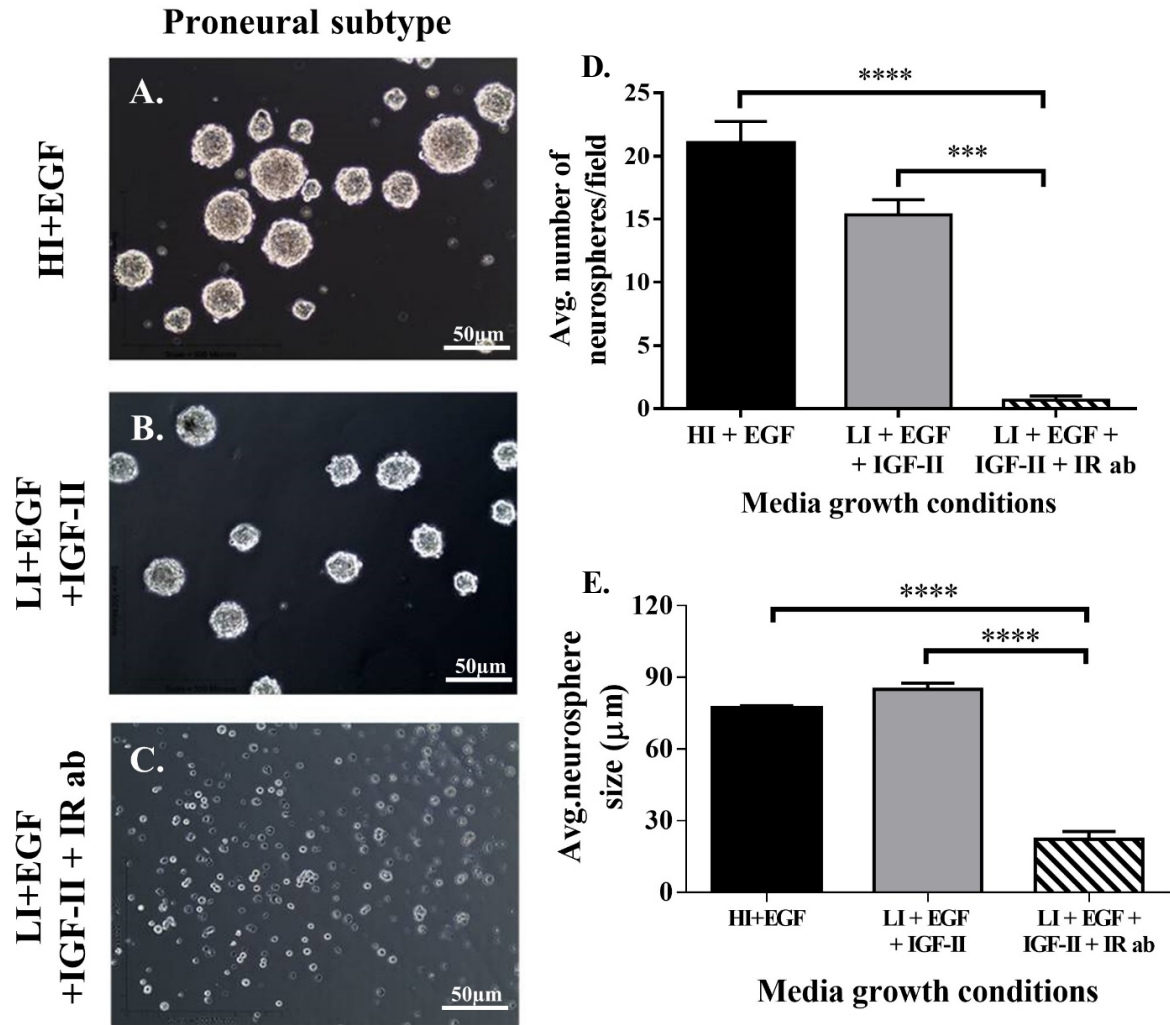 Proneural subtype
HI+EGF
A.
50µm
LI+EGF
+IGF-II
B.
50µm
LI+EGF
+IGF-II + IR ab
C.
50µm
D.
****
***
Avg. number of
neurospheres/field
25
20
15
10
5
0
HI + EGF
LI + EGF
+ IGF-II
LI + EGF +
IGF-II + IR ab
Media growth conditions
E.
****
****
Avg.neurosphere
size (µm)
120
90
60
30
0
HI+EGF
LI + EGF
+ IGF-II
LI + EGF +
IGF-II + IR ab
Media growth conditions